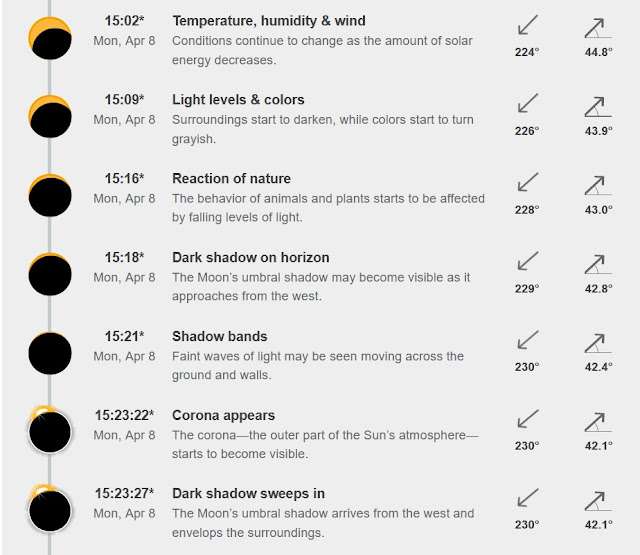 15:02* Temperature, humidity & wind
Mon, Apr 8 Conditions continue to change as the amount of solar
energy decreases.
224° 44.8°
15:09* Light levels & colors
Mon, Apr 8 Surroundings start to darken, while colors start to turn
grayish.
226° 43.9°
15:16* Reaction of nature
Mon, Apr 8 The behavior of animals and plants starts to be affected
by falling levels of light.
228° 43.0°
15:18* Dark shadow on horizon
Mon, Apr 8 The Moon’s umbral shadow may become visible as it
approaches from the west.
229° 42.8°
15:21* Shadow bands
Mon, Apr 8 Faint waves of light may be seen moving across the
ground and walls.
230° 42.4°
15:23:22* Corona appears
Mon, Apr 8 The corona—the outer part of the Sun’s atmosphere—
starts to become visible.
230° 42.1°
15:23:27* Dark shadow sweeps in
Mon, Apr 8 The Moon’s umbral shadow arrives from the west and
envelops the surroundings.
230° 42.1°